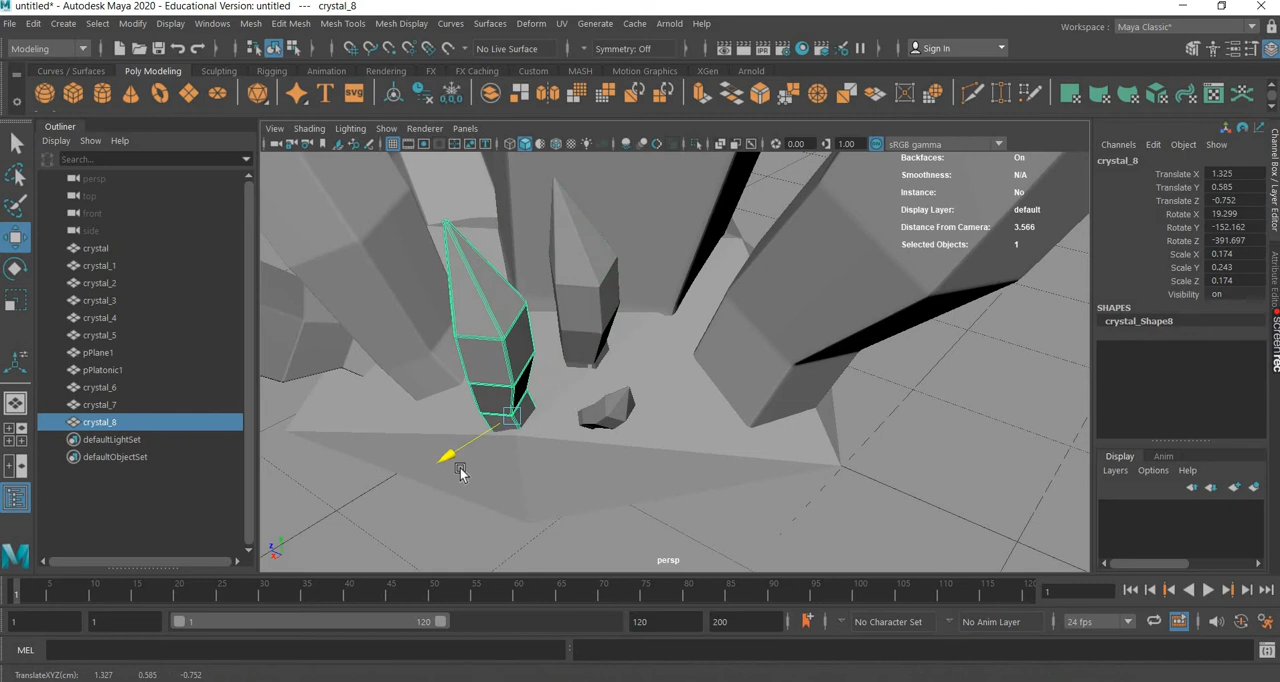 untitled* - Autodesk Maya 2020 - Educational Version: untitled --- crystal_8
File Edit Create Select Modify Display Windows Mesh Edit Mesh Mesh Tools Mesh Display Curves Surfaces Deform UV Generate Cache Arnold Help
Workspace : Maya Classic*
Modeling No Live Surface Symmetry: Off Sign In
Curves / Surfaces Poly Modeling Sculpting Rigging Animation Rendering FX FX Caching Custom MASH Motion Graphics XGen Arnold
SVG
Outliner
Display Show Help
Search...
persp
top
front
side
crystal
crystal_1
crystal_2
crystal_3
crystal_4
crystal_5
pPlane1
pPlatonic1
crystal_6
crystal_7
crystal_8
defaultLightSet
defaultObjectSet
View Shading Lighting Show Renderer Panels
0.00 1.00 sRGB gamma
Backfaces: On
Smoothness: N/A
Instance: No
Display Layer: default
Distance From Camera: 3.566
Selected Objects: 1
persp
Channels Edit Object Show
crystal_8
Translate X 1.325
Translate Y 0.585
Translate Z -0.752
Rotate X 19.299
Rotate Y -152.162
Rotate Z -391.697
Scale X 0.174
Scale Y 0.243
Scale Z 0.174
Visibility on
SHAPES
crystal_Shape8
Channel Box / Layer Editor
Attribute Edito
Display Anim
Layers Options Help
5 10 15 20 25 30 35 40 45 50 55 60 65 70 75 80 85 90 95 100 105 110 115 120
1
1
1 1 1 120 120 200 No Character Set No Anim Layer 24 fps
MEL
TranslateXYZ(cm): 1.327 0.585 -0.752